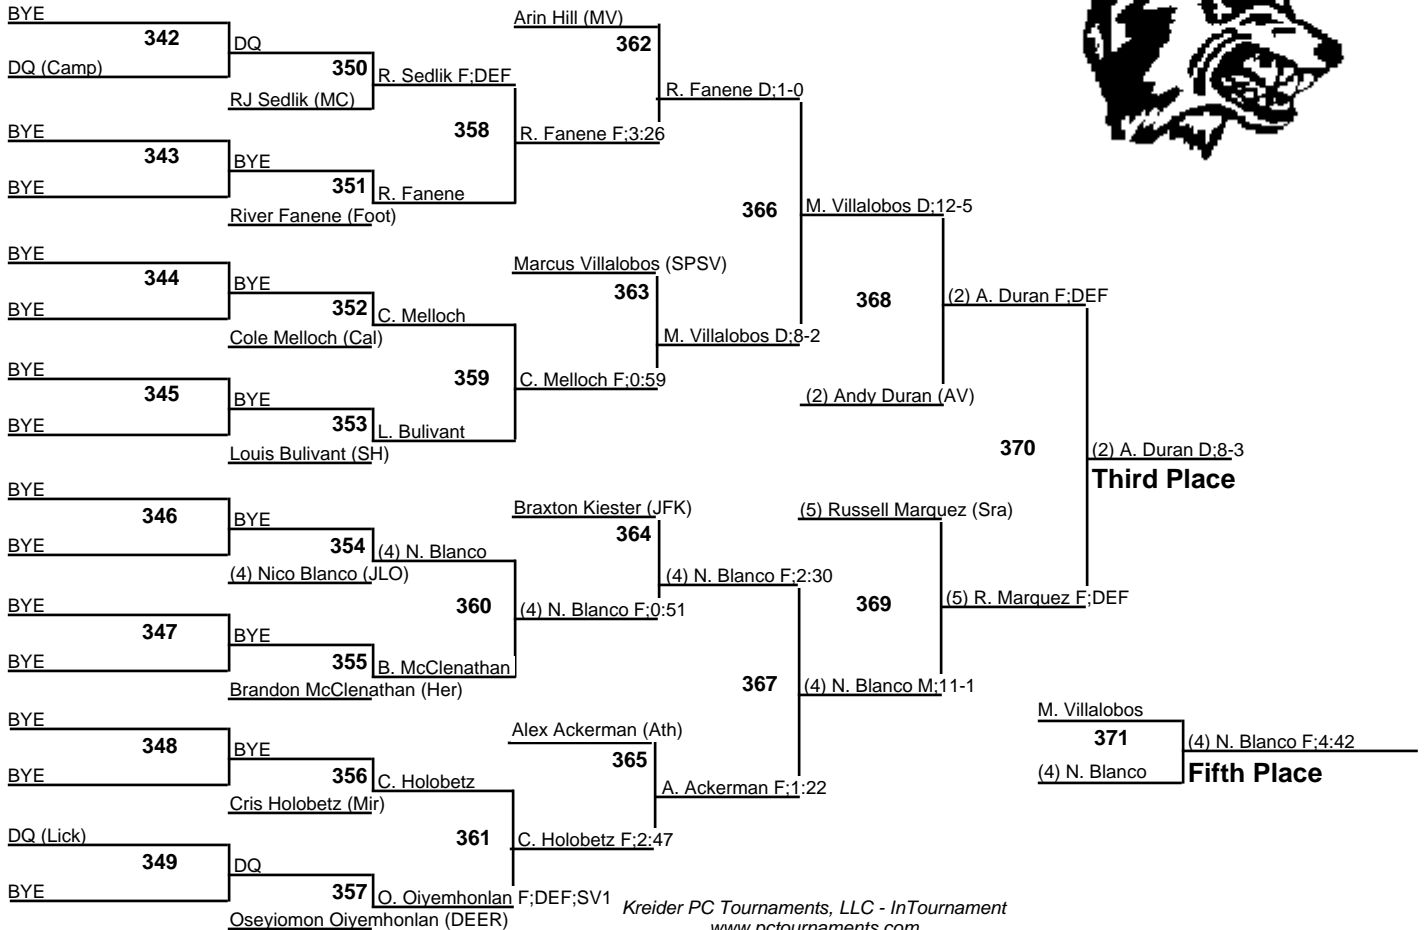 BYE
342
DQ (Camp)
DQ
350
RJ Sedlik (MC)
R. Sedlik F;DEF
BYE
343
BYE
BYE
351
River Fanene (Foot)
R. Fanene
358
R. Fanene F;3:26
Arin Hill (MV)
362
R. Fanene D;1-0
BYE
344
BYE
BYE
352
Cole Melloch (Cal)
C. Melloch
BYE
345
BYE
BYE
353
Louis Bulivant (SH)
L. Bulivant
359
C. Melloch F;0:59
Marcus Villalobos (SPSV)
363
M. Villalobos D;8-2
366
M. Villalobos D;12-5
368
(2) Andy Duran (AV)
(2) A. Duran F;DEF
BYE
346
BYE
BYE
354
(4) Nico Blanco (JLO)
(4) N. Blanco
BYE
347
BYE
BYE
355
Brandon McClenathan (Her)
B. McClenathan
360
(4) N. Blanco F;0:51
Braxton Kiester (JFK)
364
(4) N. Blanco F;2:30
BYE
348
BYE
BYE
356
Cris Holobetz (Mir)
C. Holobetz
DQ (Lick)
349
BYE
DQ
357
Oseyiomon Oiyemhonlan (DEER)
O. Oiyemhonlan F;DEF;SV1
361
C. Holobetz F;2:47
Alex Ackerman (Ath)
365
A. Ackerman F;1:22
367
(4) N. Blanco M;11-1
(5) Russell Marquez (Sra)
369
(5) R. Marquez F;DEF
370
(2) A. Duran D;8-3
Third Place
M. Villalobos
371
(4) N. Blanco
(4) N. Blanco F;4:42
Fifth Place
Kreider PC Tournaments, LLC - InTournament
www.pctournaments.com